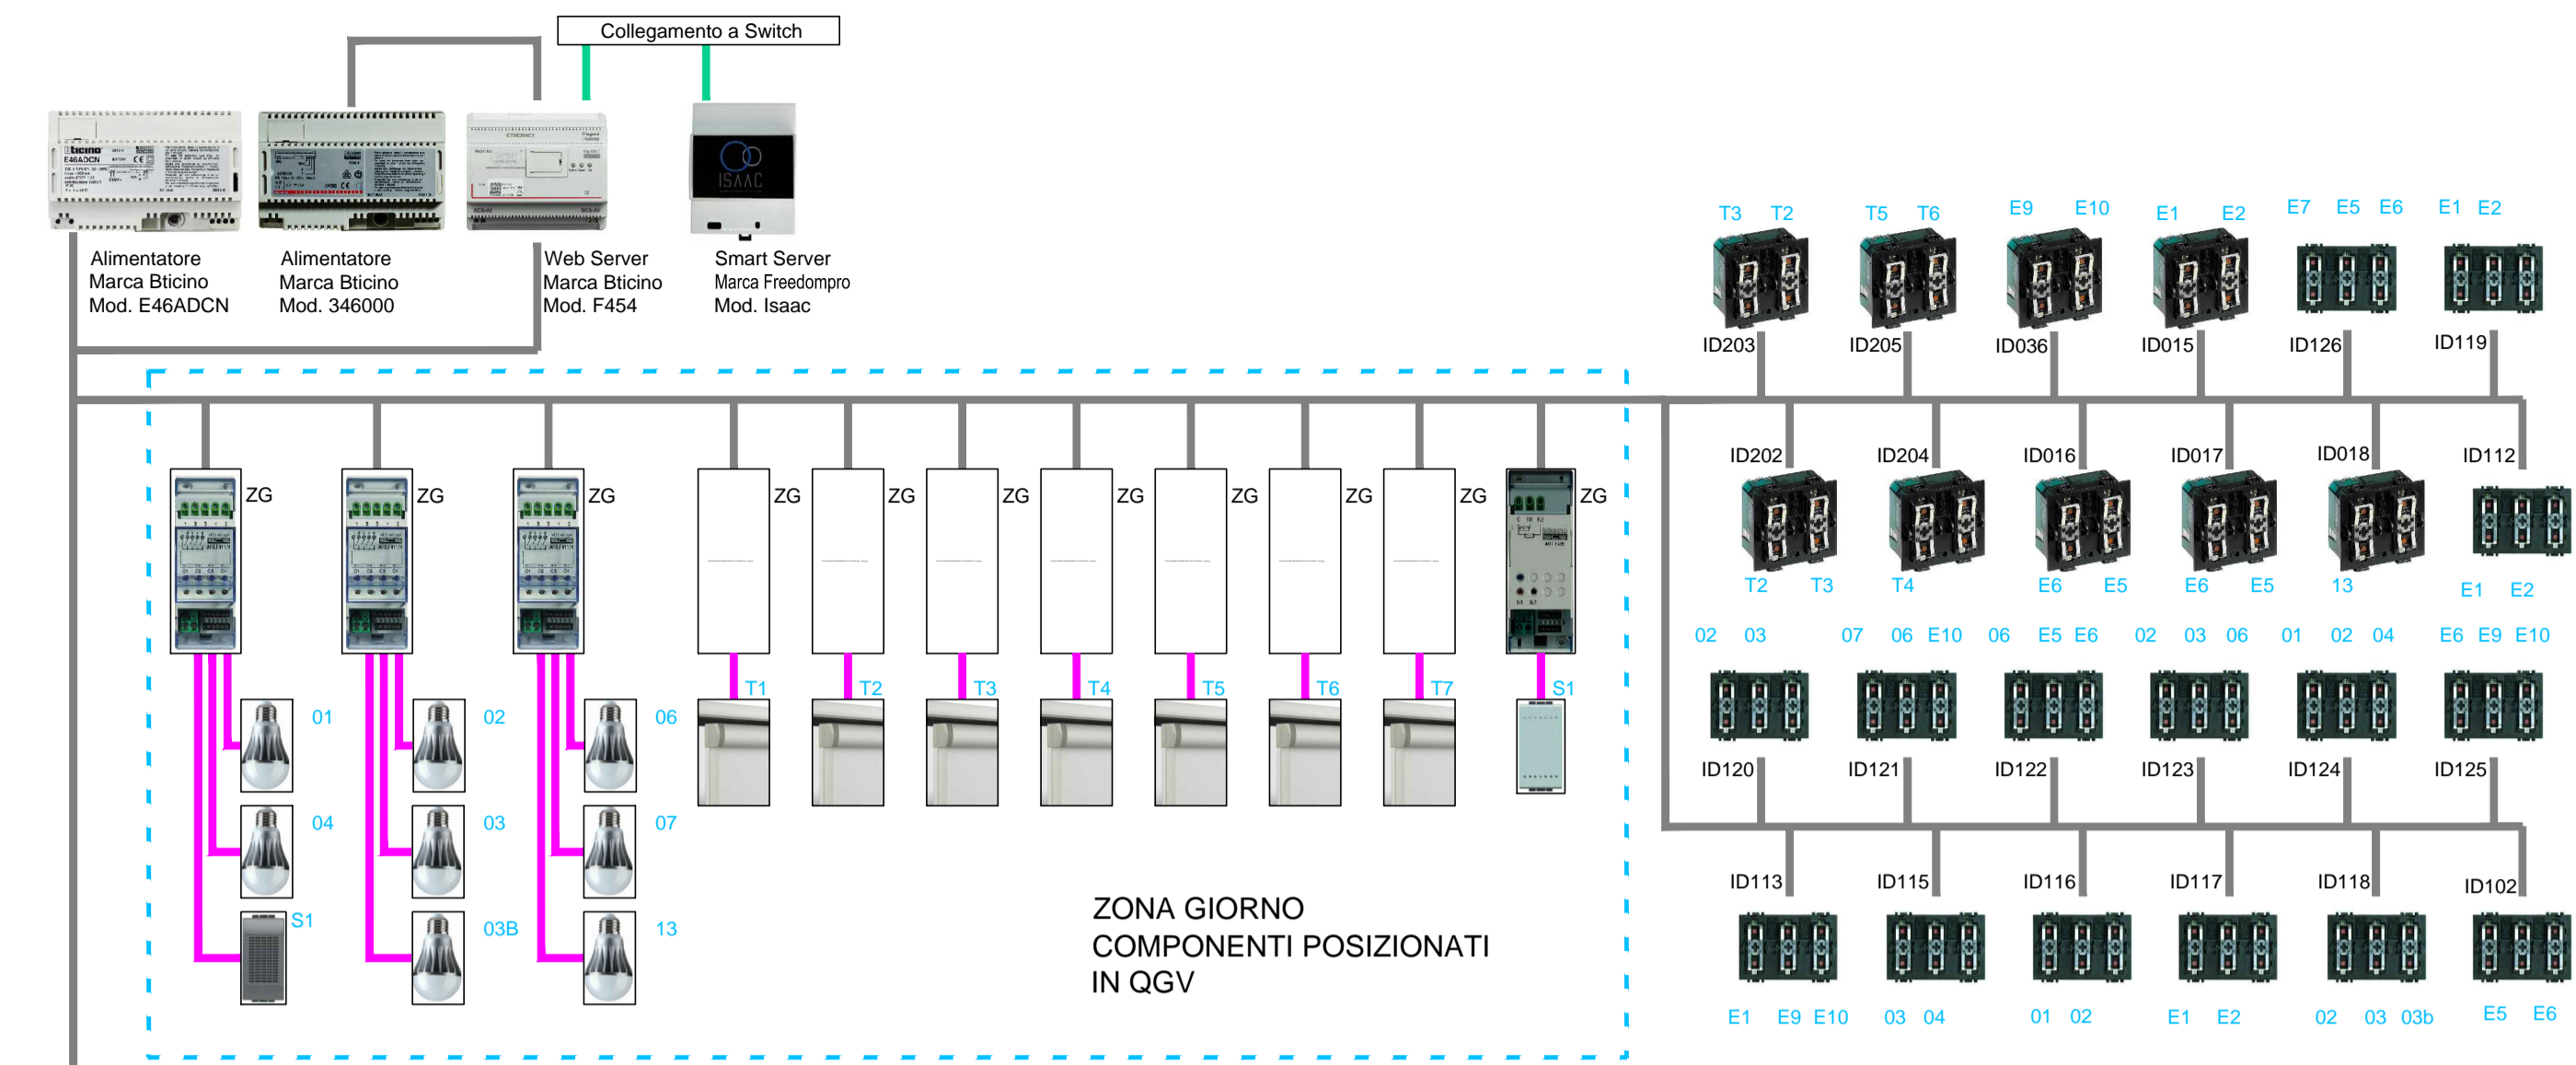 Collegamento a Switch
bticino
E46ADCN
ETHERNET
ISAAC
Alimentatore
Marca Bticino
Mod. E46ADCN
Alimentatore
Marca Bticino
Mod. 346000
Web Server
Marca Bticino
Mod. F454
Smart Server
Marca Freedompro
Mod. Isaac
T3 T2
T5 T6
E9 E10
E1 E2
E7 E5 E6
E1 E2
ID203
ID205
ID036
ID015
ID126
ID119
ZG
ZG
ZG
ZG
ZG
ZG
ZG
ZG
ZG
ZG
ZG
ID202
ID204
ID016
ID017
ID018
ID112
T2 T3
T4
E6 E5
E6 E5
13
E1 E2
02 03
07 06 E10
06 E5 E6
02 03 06
01 02 04
E6 E9 E10
T1
T2
T3
T4
T5
T6
T7
S1
01
02
06
04
03
07
S1
03B
13
ID120
ID121
ID122
ID123
ID124
ID125
ID113
ID115
ID116
ID117
ID118
ID102
ZONA GIORNO
COMPONENTI POSIZIONATI
IN QGV
E1 E9 E10
03 04
01 02
E1 E2
02 03 03b
E5 E6